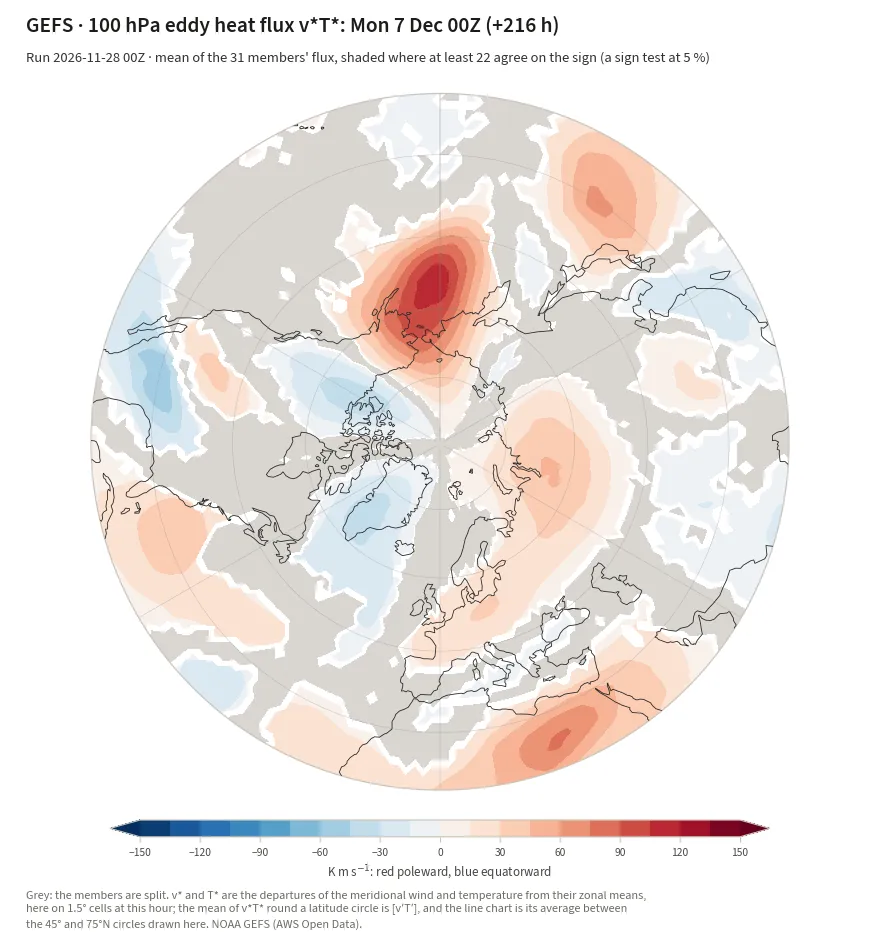 GEFS · 100 hPa eddy heat flux v*T*: Mon 7 Dec 00Z (+216 h)
Run 2026-11-28 00Z · mean of the 31 members' flux, shaded where at least 22 agree on the sign (a sign test at 5 %)
−150 −120 −90 −60 −30 0 30 60 90 120 150
K m s⁻¹: red poleward, blue equatorward
Grey: the members are split. v* and T* are the departures of the meridional wind and temperature from their zonal means,
here on 1.5° cells at this hour; the mean of v*T* round a latitude circle is [v′T′], and the line chart is its average between
the 45° and 75°N circles drawn here. NOAA GEFS (AWS Open Data).